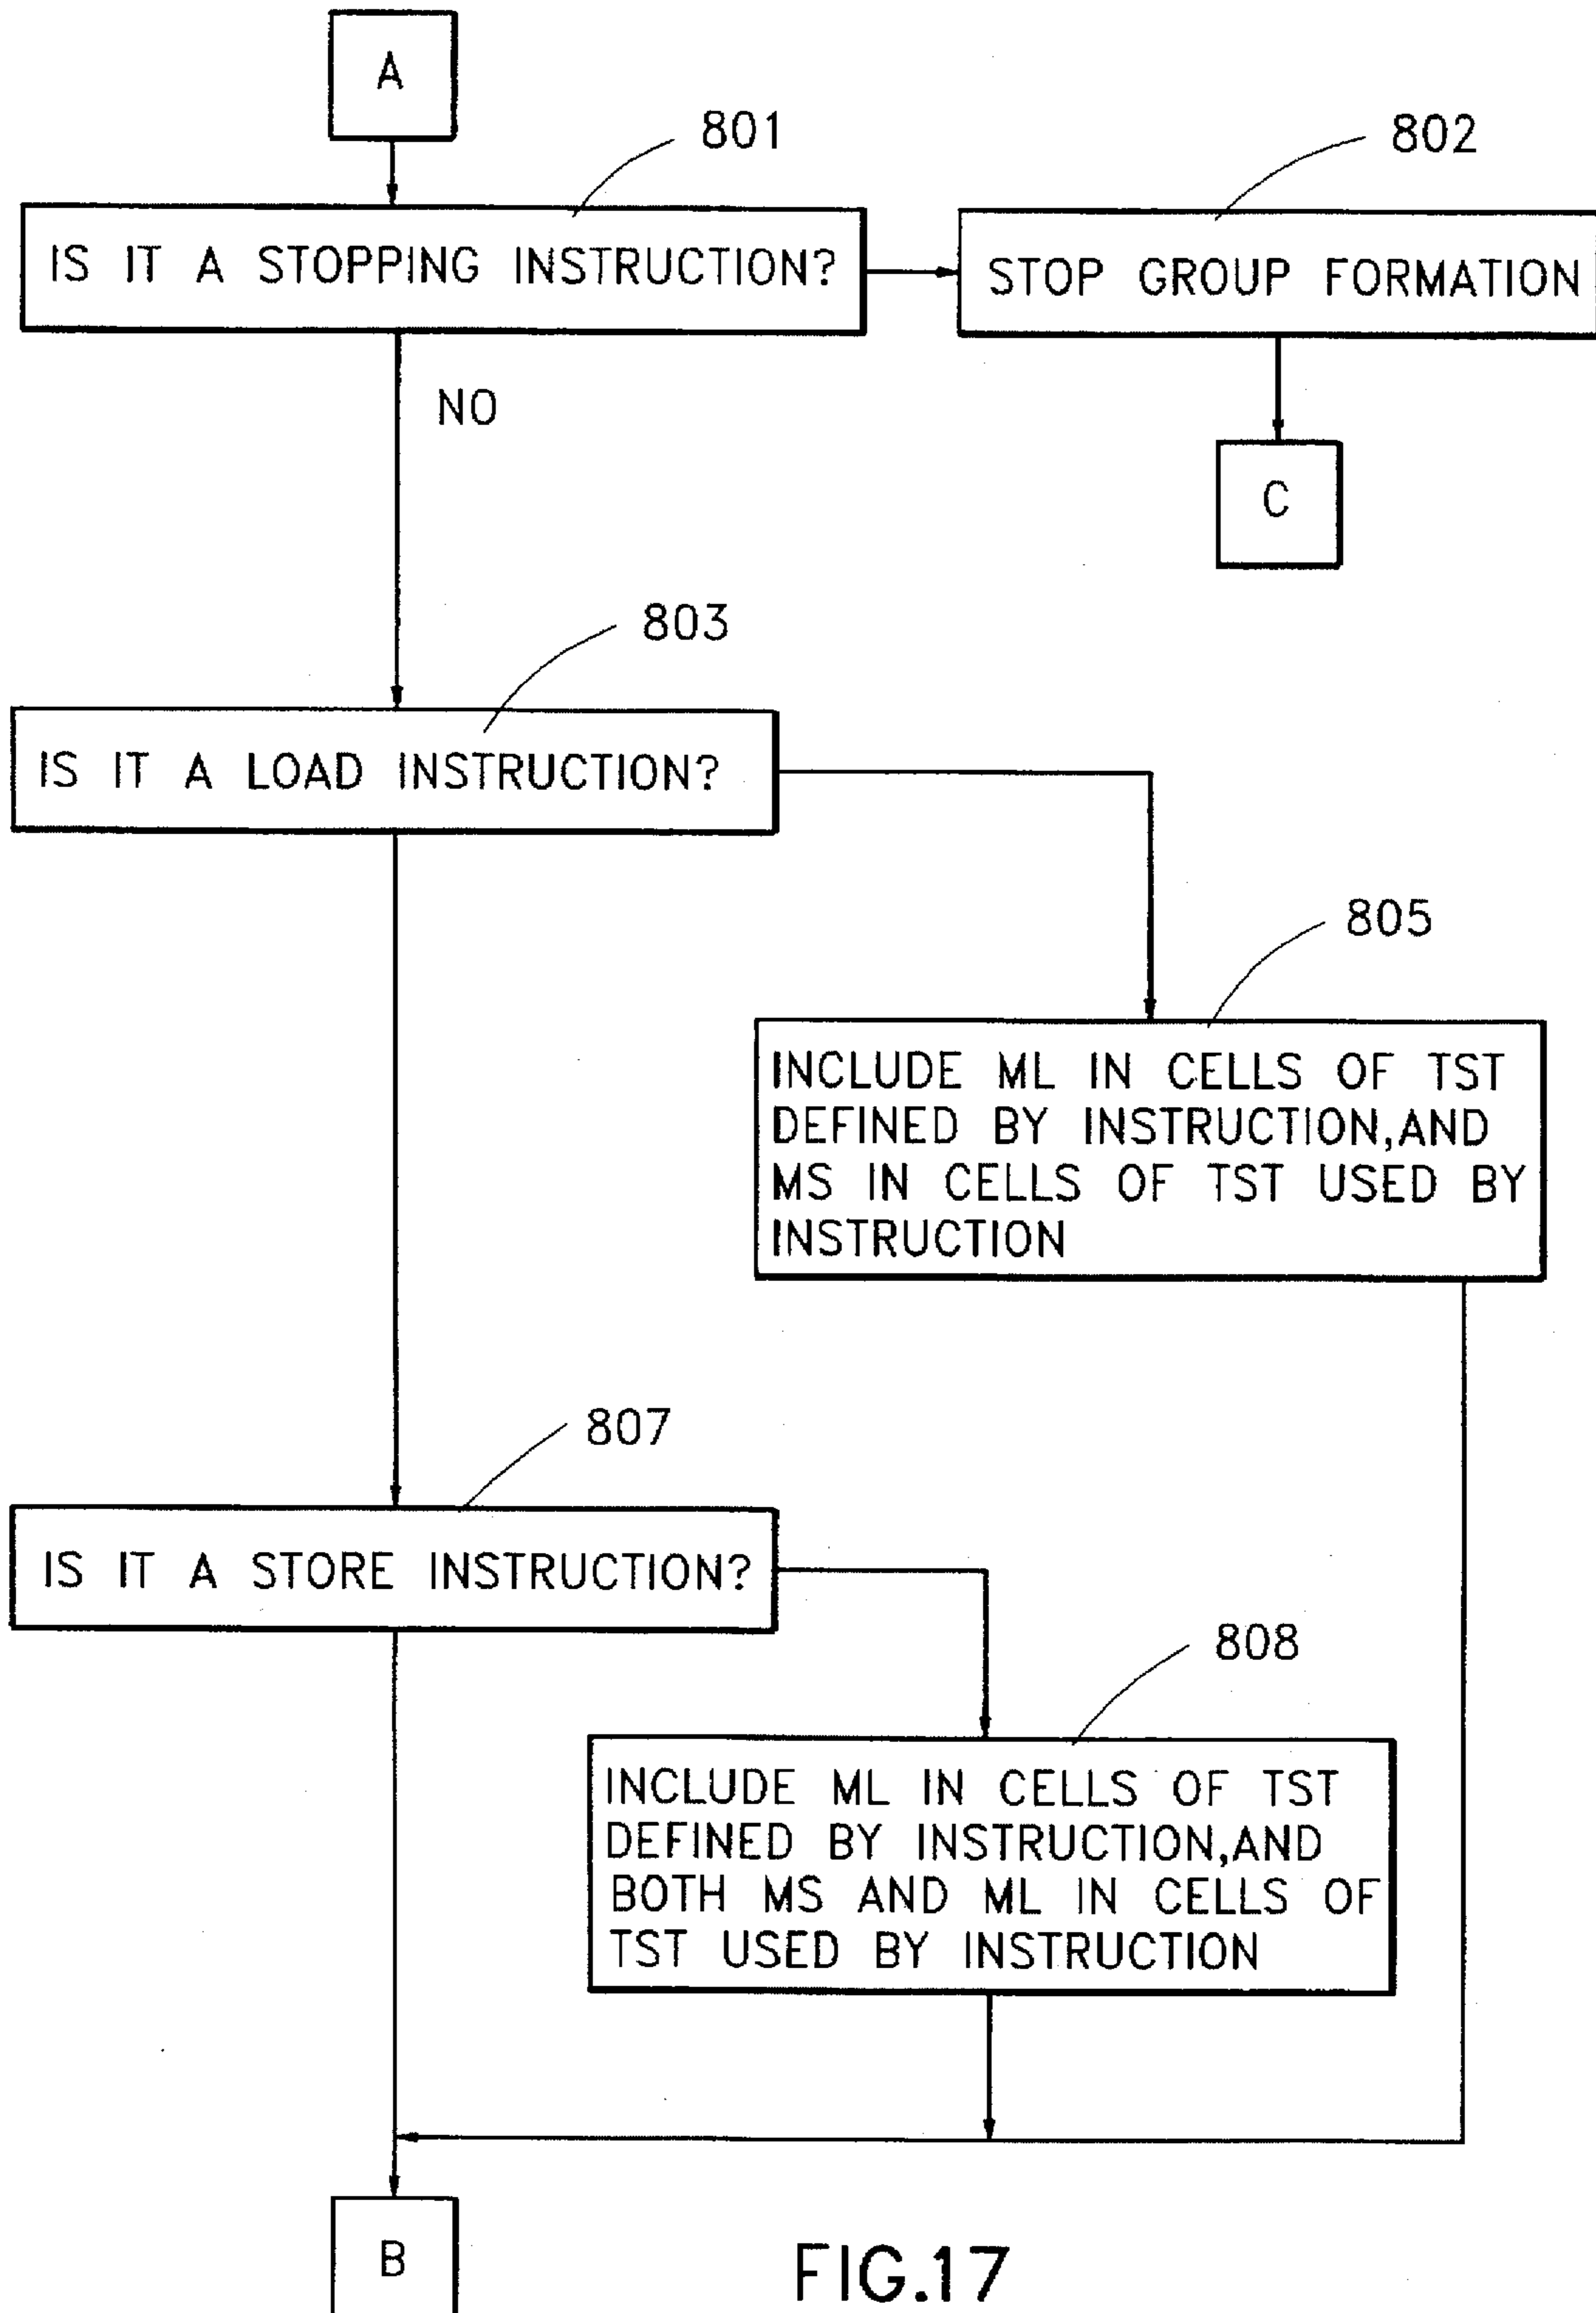 A
801
802
IS IT A STOPPING INSTRUCTION?
STOP GROUP FORMATION
NO
C
803
IS IT A LOAD INSTRUCTION?
805
INCLUDE ML IN CELLS OF TST
DEFINED BY INSTRUCTION,AND
MS IN CELLS OF TST USED BY
INSTRUCTION
807
IS IT A STORE INSTRUCTION?
808
INCLUDE ML IN CELLS OF TST
DEFINED BY INSTRUCTION,AND
BOTH MS AND ML IN CELLS OF
TST USED BY INSTRUCTION
B
FIG.17